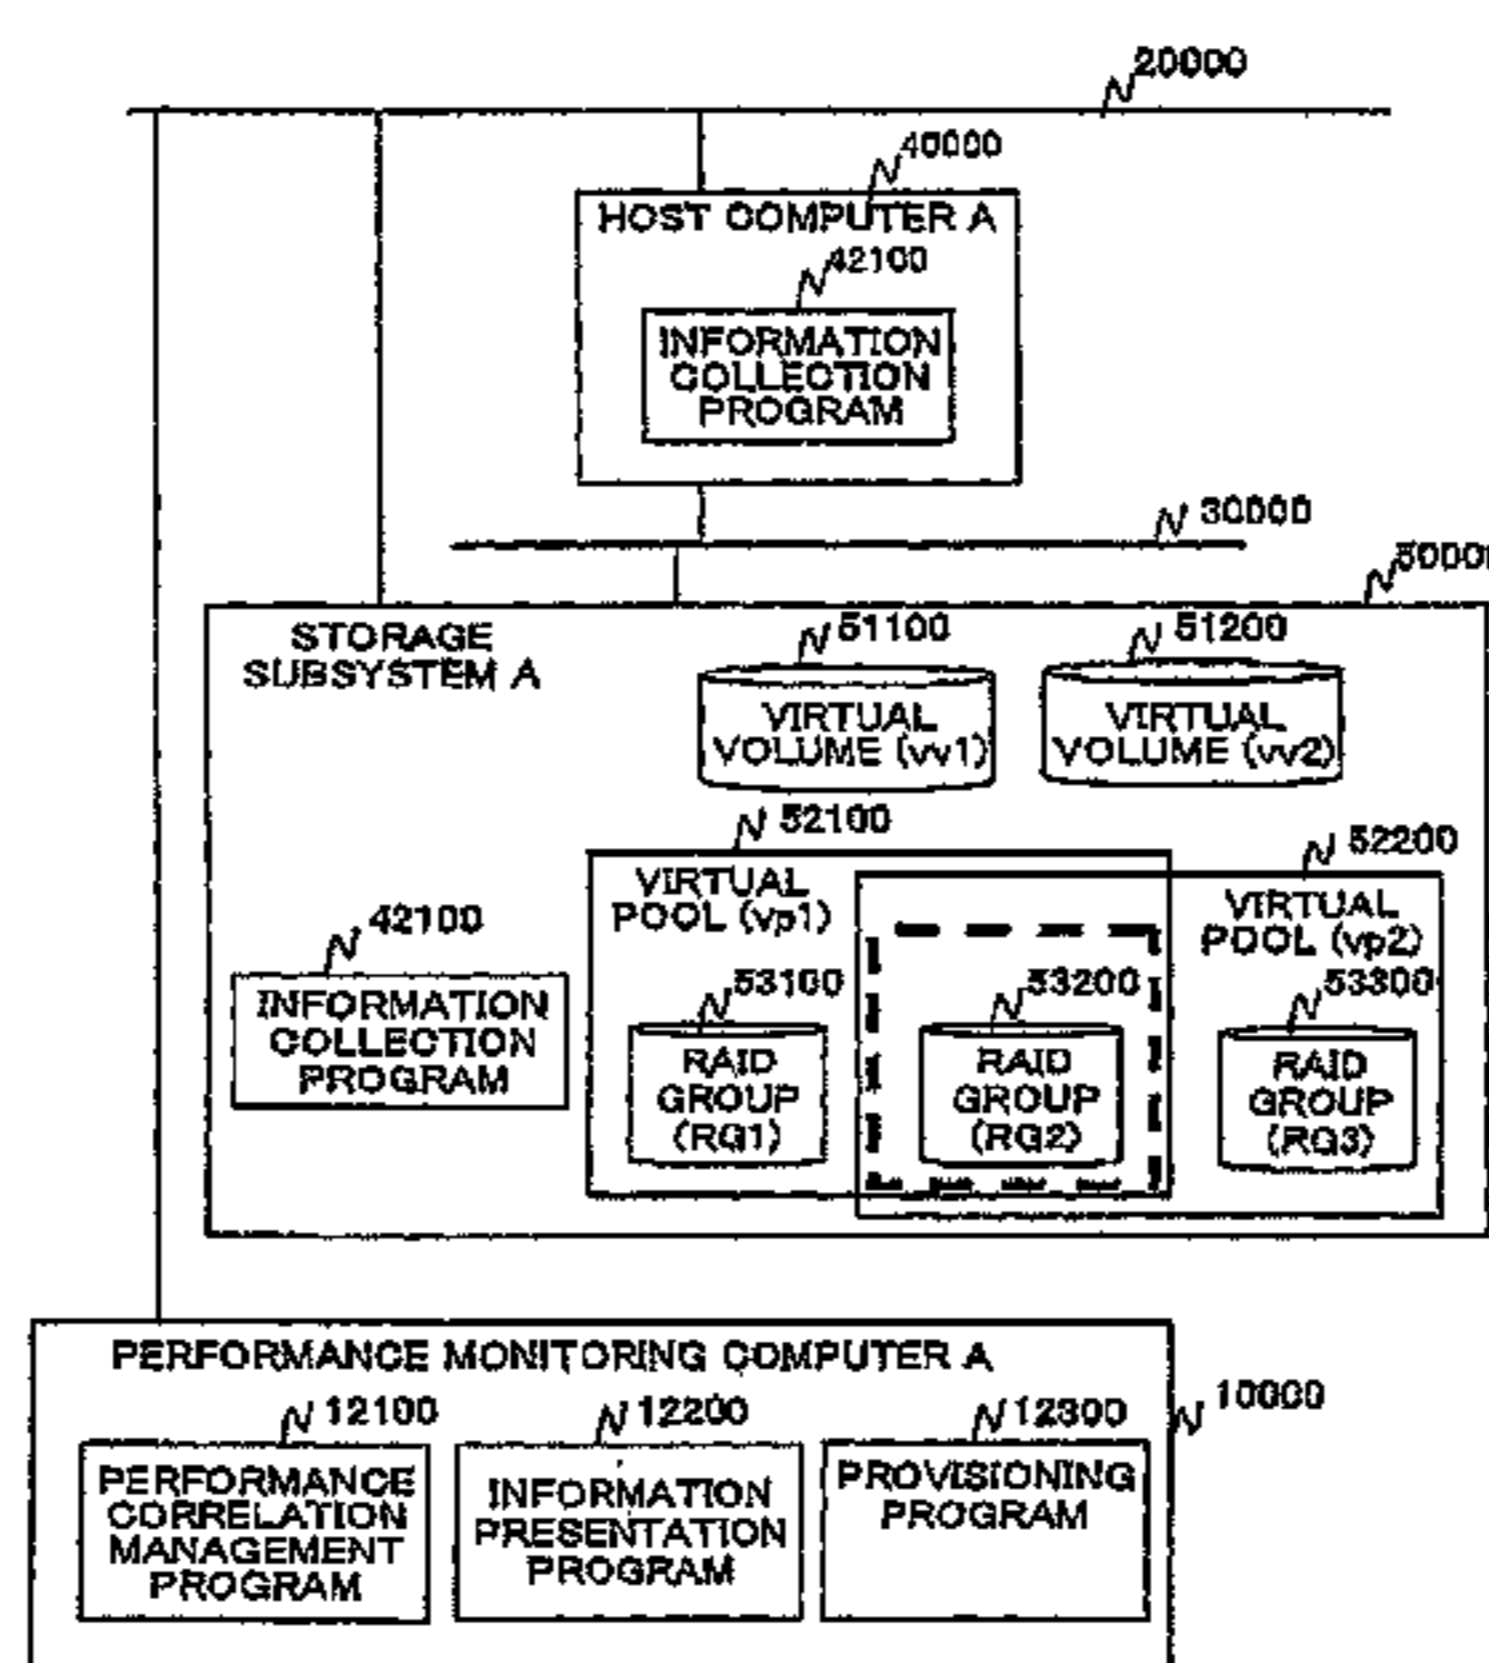 20000
40000
HOST COMPUTER A
42100
INFORMATION
COLLECTION
PROGRAM
30000
STORAGE
SUBSYSTEM A
51100
51200
VIRTUAL
VOLUME (vv1)
VIRTUAL
VOLUME (vv2)
52100
52200
VIRTUAL
POOL (vp1)
VIRTUAL
POOL (vp2)
42100
INFORMATION
COLLECTION
PROGRAM
53100
53200
53300
RAID
GROUP
(RG1)
RAID
GROUP
(RG2)
RAID
GROUP
(RG3)
PERFORMANCE MONITORING COMPUTER A
10000
12100
12200
12300
PERFORMANCE
CORRELATION
MANAGEMENT
PROGRAM
INFORMATION
PRESENTATION
PROGRAM
PROVISIONING
PROGRAM